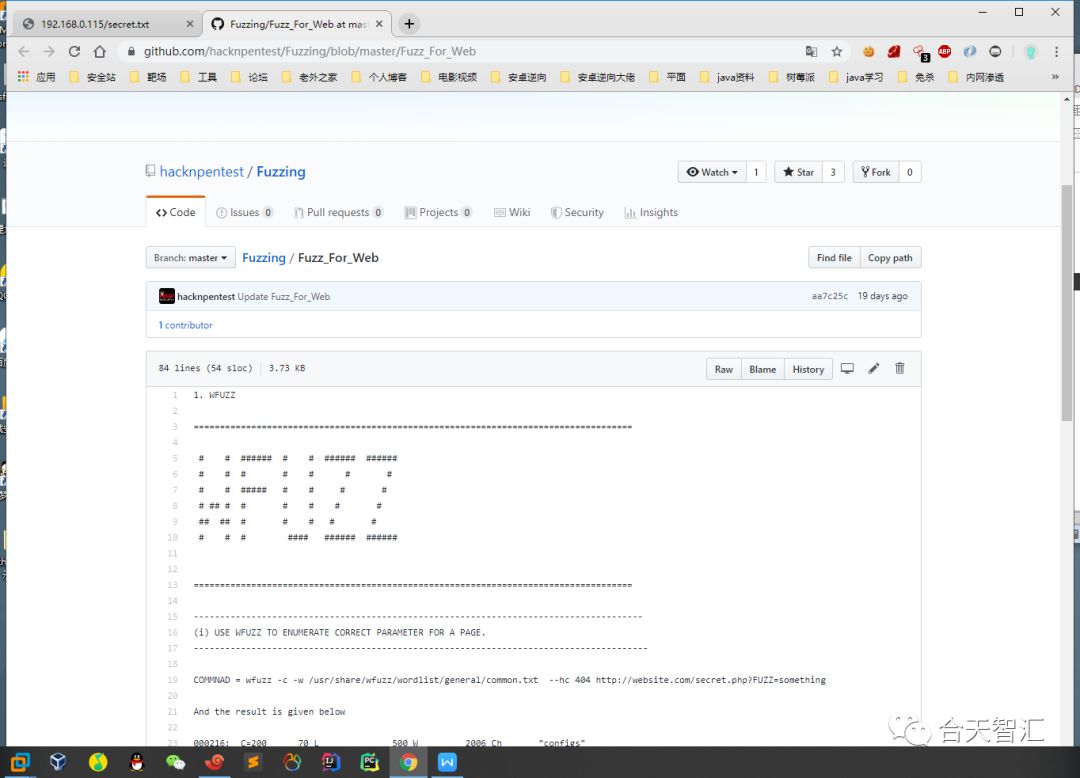 192.168.0.115/secret.txt
Fuzzing/Fuzz_For_Web at mas
github.com/hacknpentest/Fuzzing/blob/master/Fuzz_For_Web
ABP
3
应用 安全站 靶场 工具 论坛 老外之家 个人博客 电影视频 安卓逆向 安卓逆向大佬 平面 java资料 树莓派 java学习 免杀 内网渗透 »
hacknpentest / Fuzzing
Watch 1 Star 3 Fork 0
Code Issues 0 Pull requests 0 Projects 0 Wiki Security Insights
Branch: master Fuzzing / Fuzz_For_Web Find file Copy path
hacknpentest Update Fuzz_For_Web aa7c25c 19 days ago
1 contributor
84 lines (54 sloc) 3.73 KB Raw Blame History
1 1. WFUZZ
2
3 ====================================================================================
4
5 #    #  ######  #    #  ######  ######
6 #    #  #       #    #      #       #
7 #    #  #####   #    #     #       #
8 # ## #  #       #    #    #       #
9 ##  ##  #       #    #   #       #
10 #    #  #        ####   ######  ######
11
12
13 ====================================================================================
14
15 --------------------------------------------------------------------------------------
16 (i) USE WFUZZ TO ENUMERATE CORRECT PARAMETER FOR A PAGE.
17 ---------------------------------------------------------------------------------------
18
19 COMMNAD = wfuzz -c -w /usr/share/wfuzz/wordlist/general/common.txt  --hc 404 http://website.com/secret.php?FUZZ=something
20
21 And the result is given below
22
23 000216:  C=200      70 L      500 W      2006 Ch      "configs"
合天智汇
IJ
PC
W